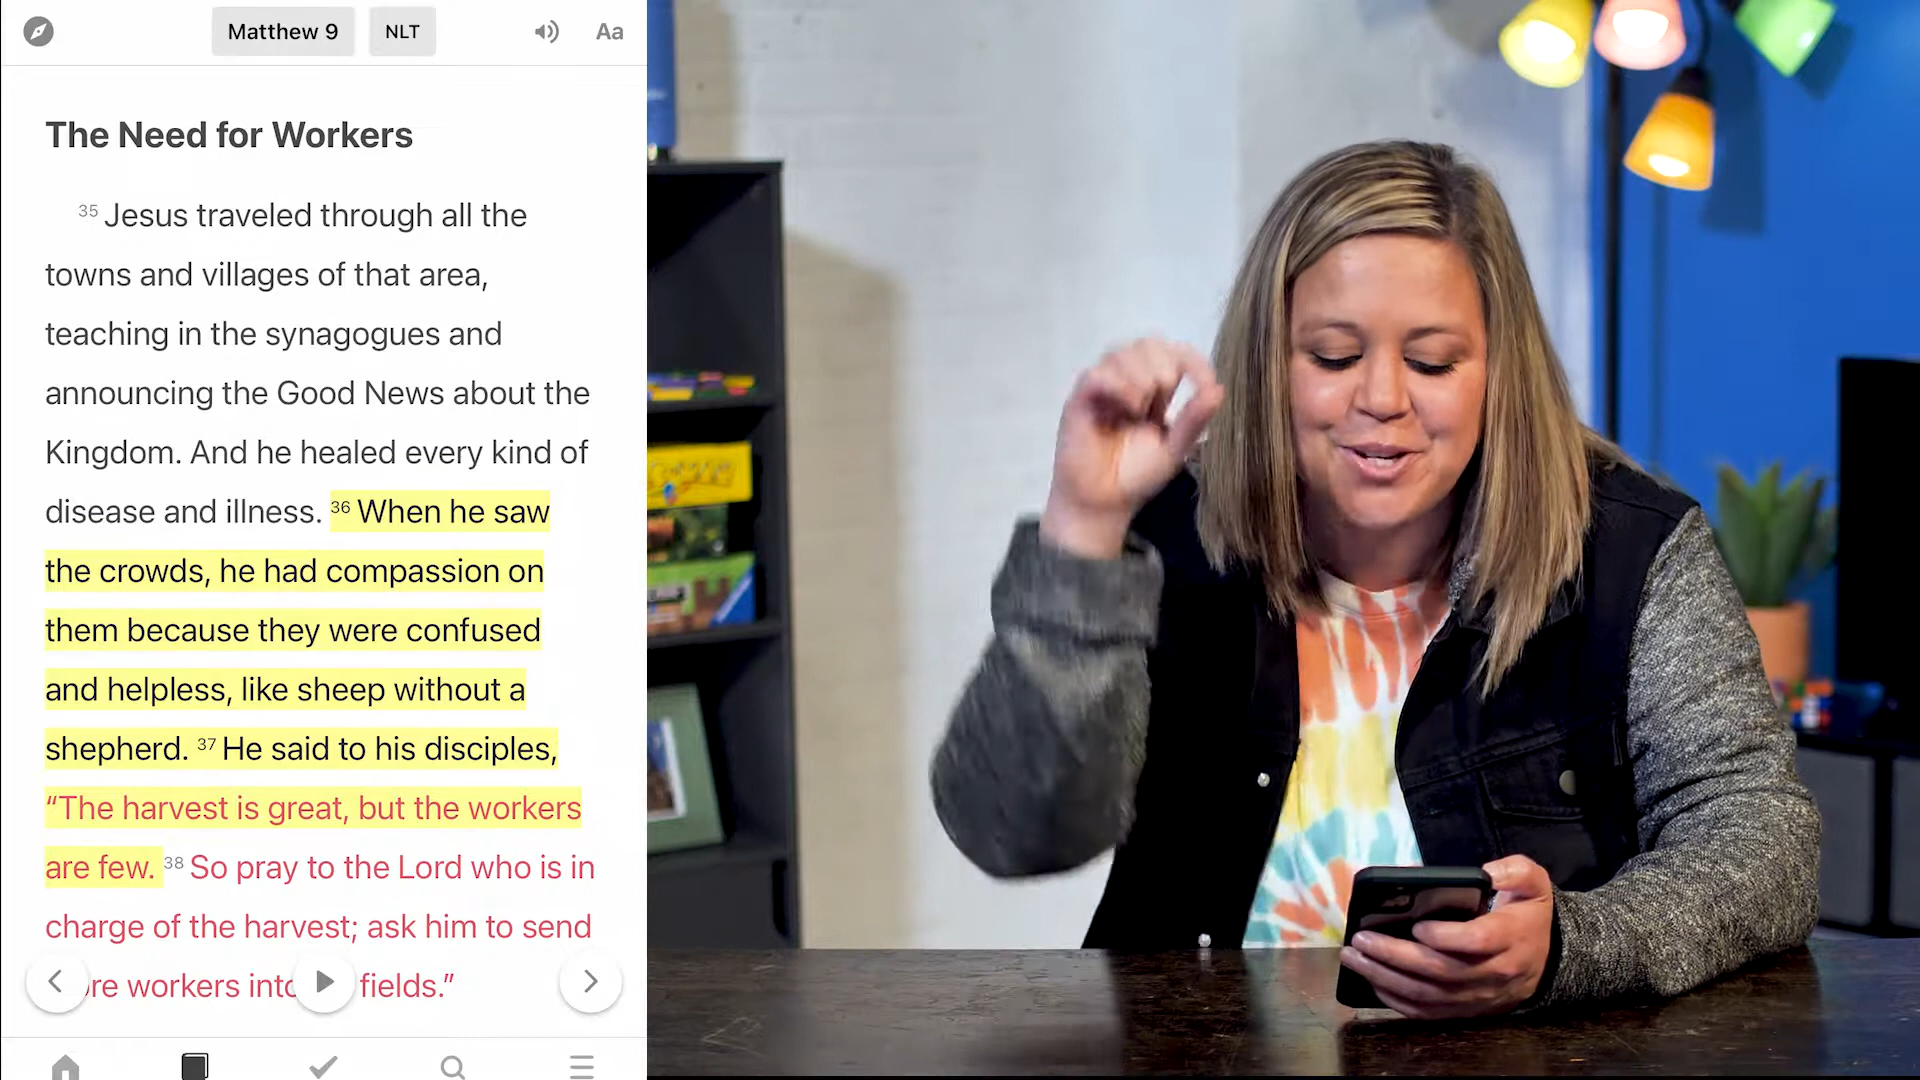 Matthew 9 NLT Aa
The Need for Workers
35 Jesus traveled through all the
towns and villages of that area,
teaching in the synagogues and
announcing the Good News about the
Kingdom. And he healed every kind of
disease and illness. 36 When he saw
the crowds, he had compassion on
them because they were confused
and helpless, like sheep without a
shepherd. 37 He said to his disciples,
“The harvest is great, but the workers
are few. 38 So pray to the Lord who is in
charge of the harvest; ask him to send
workers into fields.”